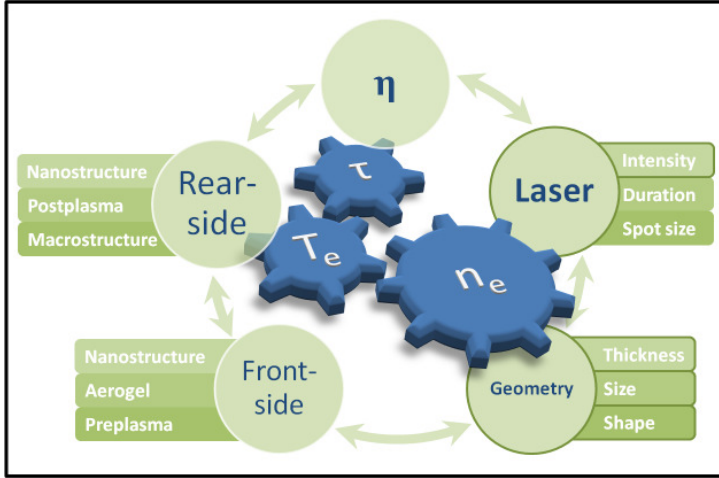 η
Nanostructure
Postplasma
Macrostructure
Rear-
side
τ
Tₑ
nₑ
Laser
Intensity
Duration
Spot size
Nanostructure
Aerogel
Preplasma
Front-
side
Geometry
Thickness
Size
Shape